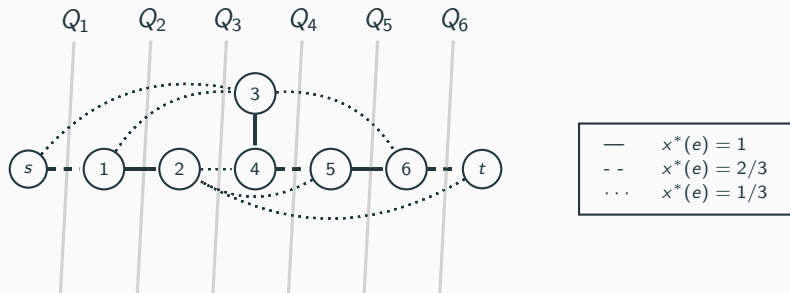 Q₁ Q₂ Q₃ Q₄ Q₅ Q₆
3
s 1 2 4 5 6 t
— x*(e) = 1
- - x*(e) = 2/3
··· x*(e) = 1/3